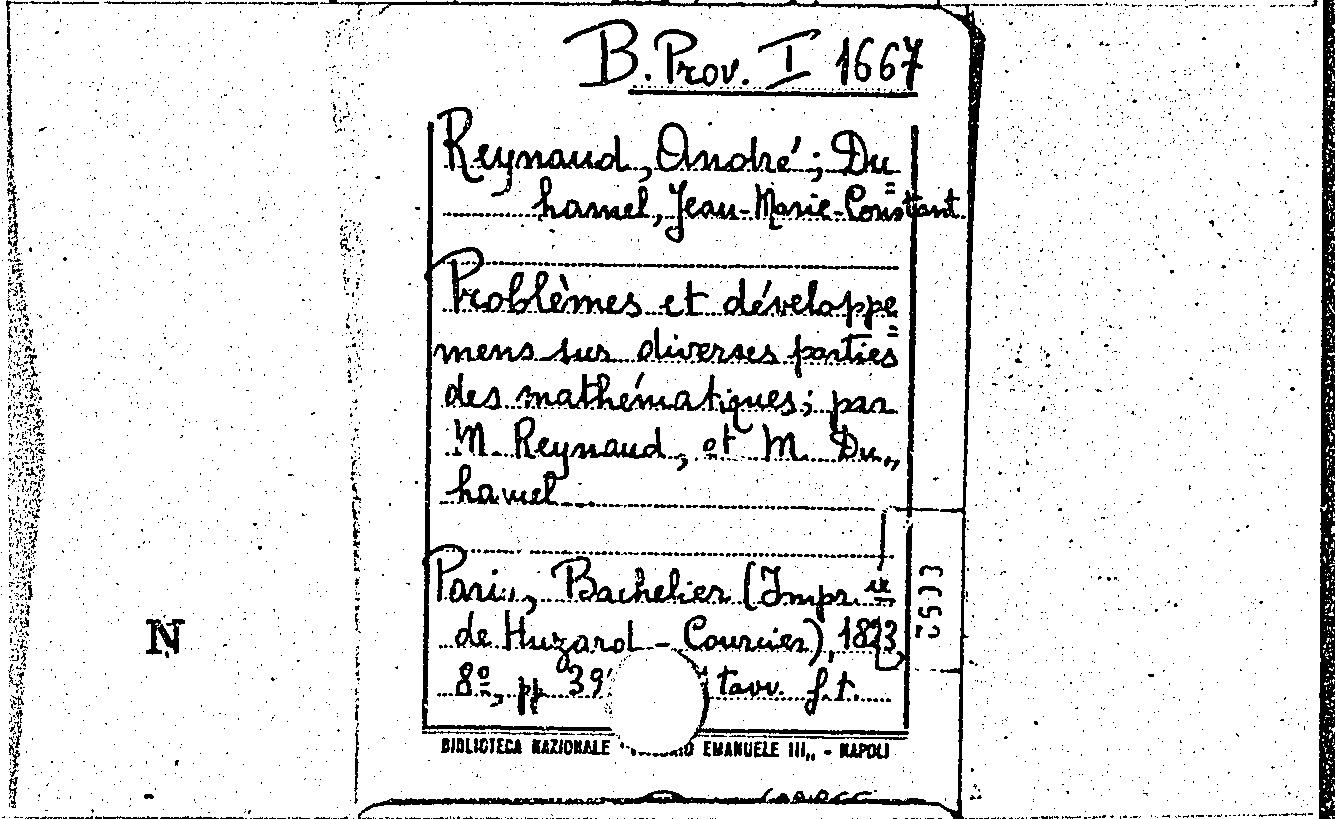 B. Prov. I 1667
Reynaud, André; Du=
hamel, Jean-Marie-Constant
Problèmes et développe=
mens sur diverses parties
des mathématiques; par
M. Reynaud, et M. Du„
hamel
Paris, Bachelier (Impr. ie
de Huzard-Courcier), 1823,
8º, pp 39 tavv. f.t.
BIBLIOTECA NAZIONALE EMANUELE III„ - NAPOLI
N